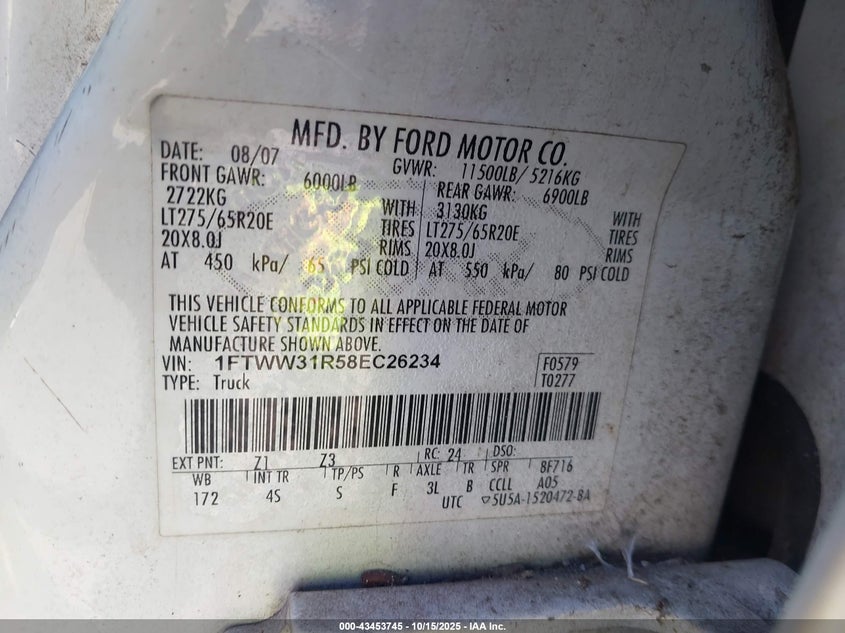 MFD. BY FORD MOTOR CO.
DATE: 08/07 GVWR: 11500LB/ 5216KG
FRONT GAWR: 6000LB REAR GAWR: 6900LB
2722KG WITH 3130KG WITH
LT275/65R20E TIRES LT275/65R20E TIRES
20X8.0J RIMS 20X8.0J RIMS
AT 450 kPa/ 65 PSI COLD AT 550 kPa/ 80 PSI COLD
THIS VEHICLE CONFORMS TO ALL APPLICABLE FEDERAL MOTOR
VEHICLE SAFETY STANDARDS IN EFFECT ON THE DATE OF
MANUFACTURE SHOWN ABOVE.
VIN: 1FTWW31R58EC26234 F0579
TYPE: Truck T0277
EXT PNT: Z1 Z3 RC: 24 DSO:
WB INT TR TP/PS R AXLE TR SPR 8F716
172 4S S F 3L B CCLL A05
UTC 5U5A-1520472-BA
000-43453745 - 10/15/2025 - IAA Inc.